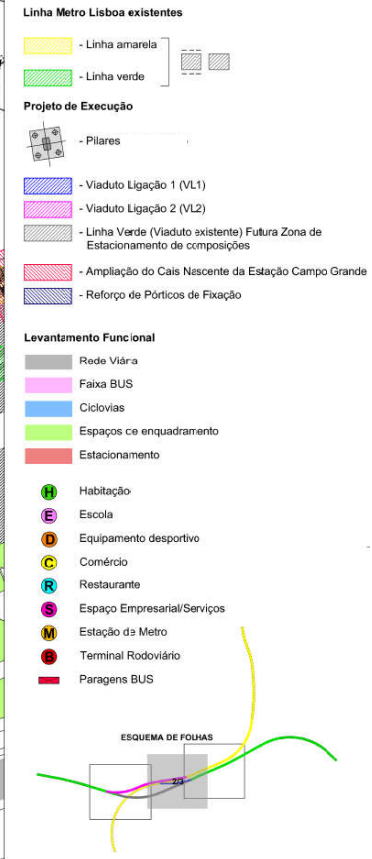 Linha Metro Lisboa existentes
- Linha amarela
- Linha verde
Projeto de Execução
- Pilares
- Viaduto Ligação 1 (VL1)
- Viaduto Ligação 2 (VL2)
- Linha Verde (Viaduto existente) Futura Zona de
Estacionamento de composições
- Ampliação do Cais Nascente da Estação Campo Grande
- Reforço de Pórticos de Fixação
Levantamento Funcional
Rede Viária
Faixa BUS
Ciclovias
Espaços de enquadramento
Estacionamento
H Habitação
E Escola
D Equipamento desportivo
C Comércio
R Restaurante
S Espaço Empresarial/Serviços
M Estação de Metro
B Terminal Rodoviário
Paragens BUS
ESQUEMA DE FOLHAS
2/3